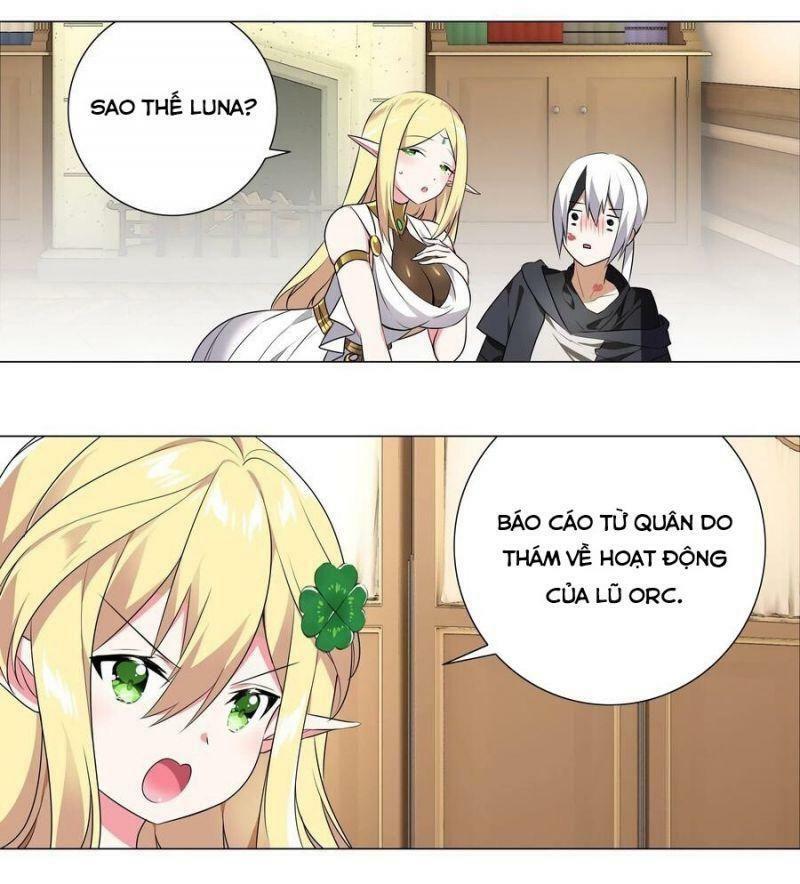 SAO THẾ LUNA?
BÁO CÁO TỪ QUÂN DO
THÁM VỀ HOẠT ĐỘNG
CỦA LŨ ORC.